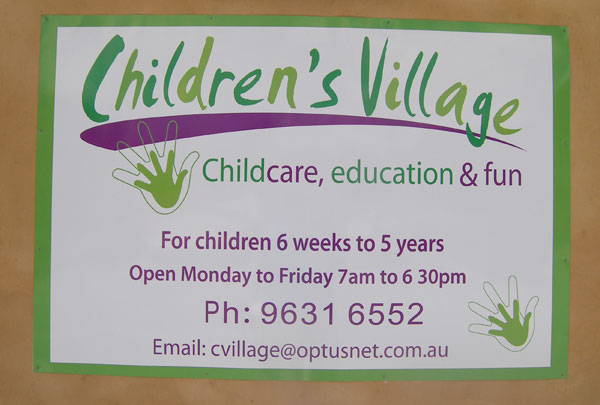 Children's Village
Childcare, education & fun
For children 6 weeks to 5 years
Open Monday to Friday 7am to 6 30pm
Ph: 9631 6552
Email: cvillage@optusnet.com.au